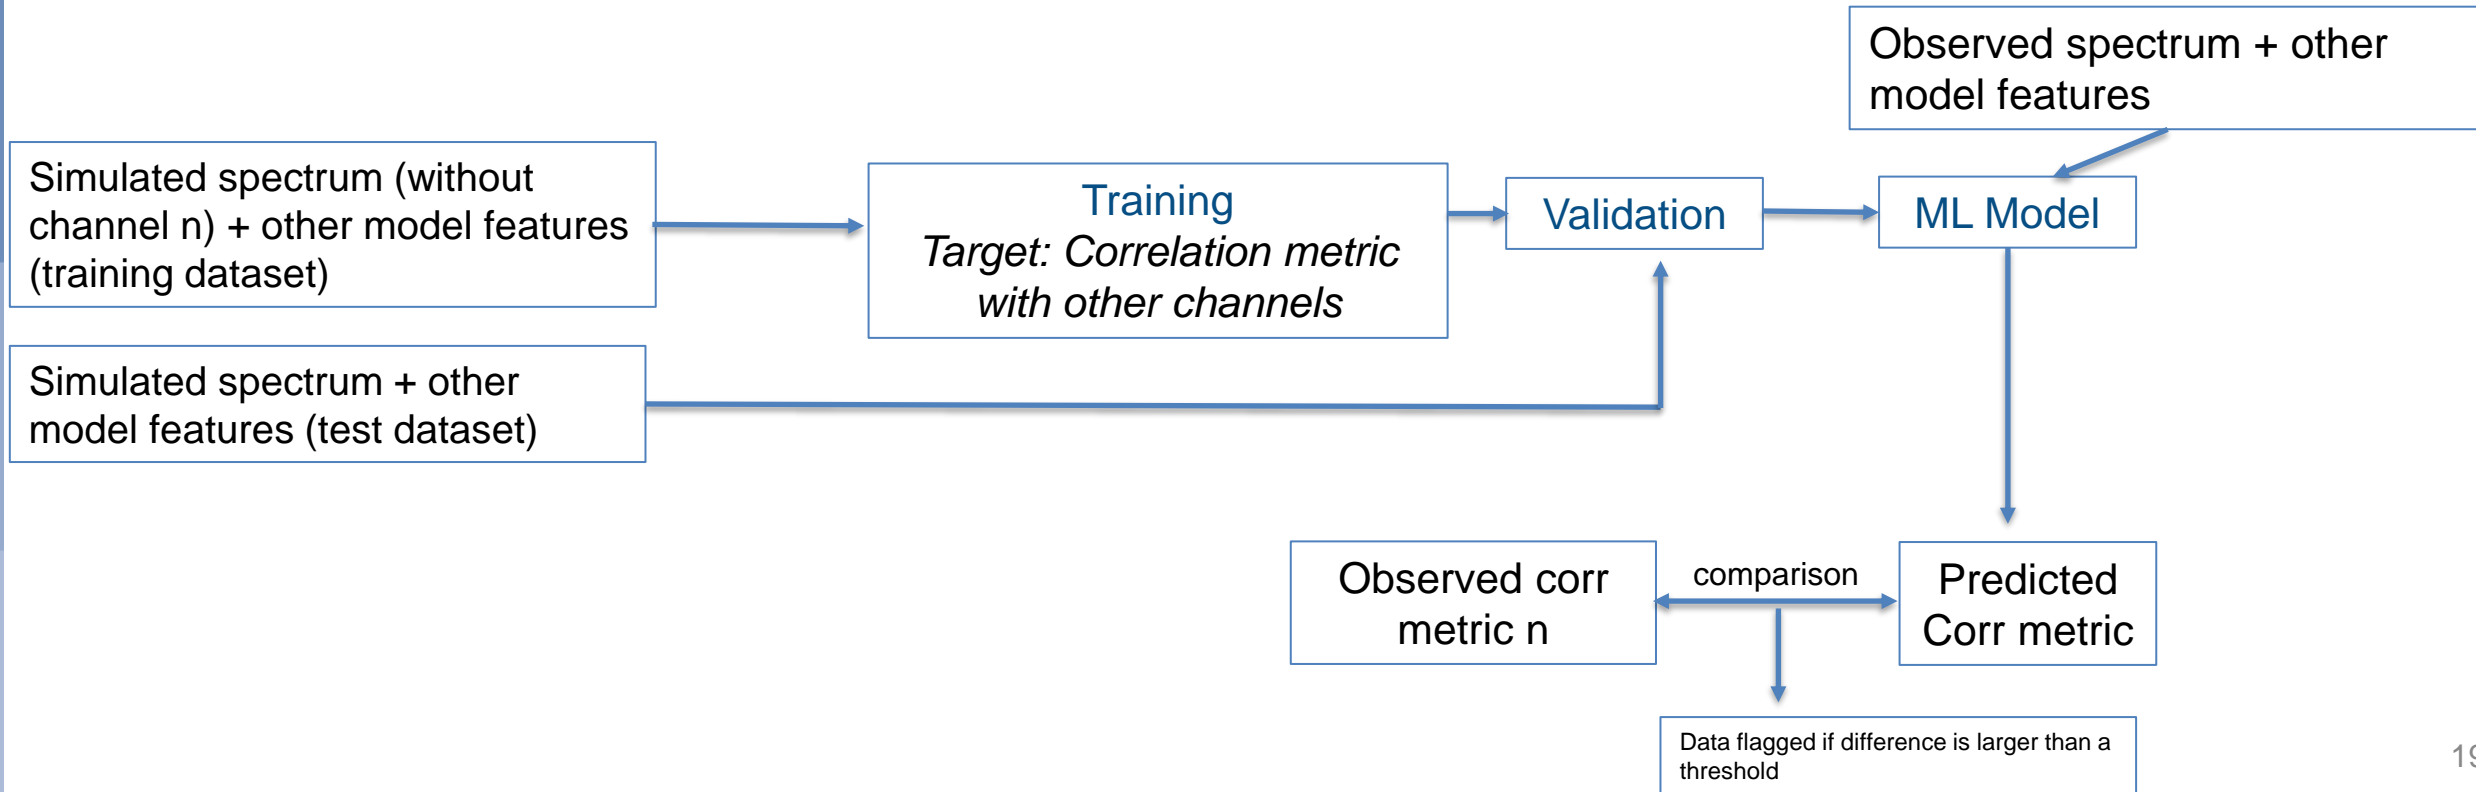 Observed spectrum + other
model features
Simulated spectrum (without
channel n) + other model features
(training dataset)
Training
Target: Correlation metric
with other channels
Validation
ML Model
Simulated spectrum + other
model features (test dataset)
Observed corr
metric n
comparison
Predicted
Corr metric
Data flagged if difference is larger than a
threshold
19